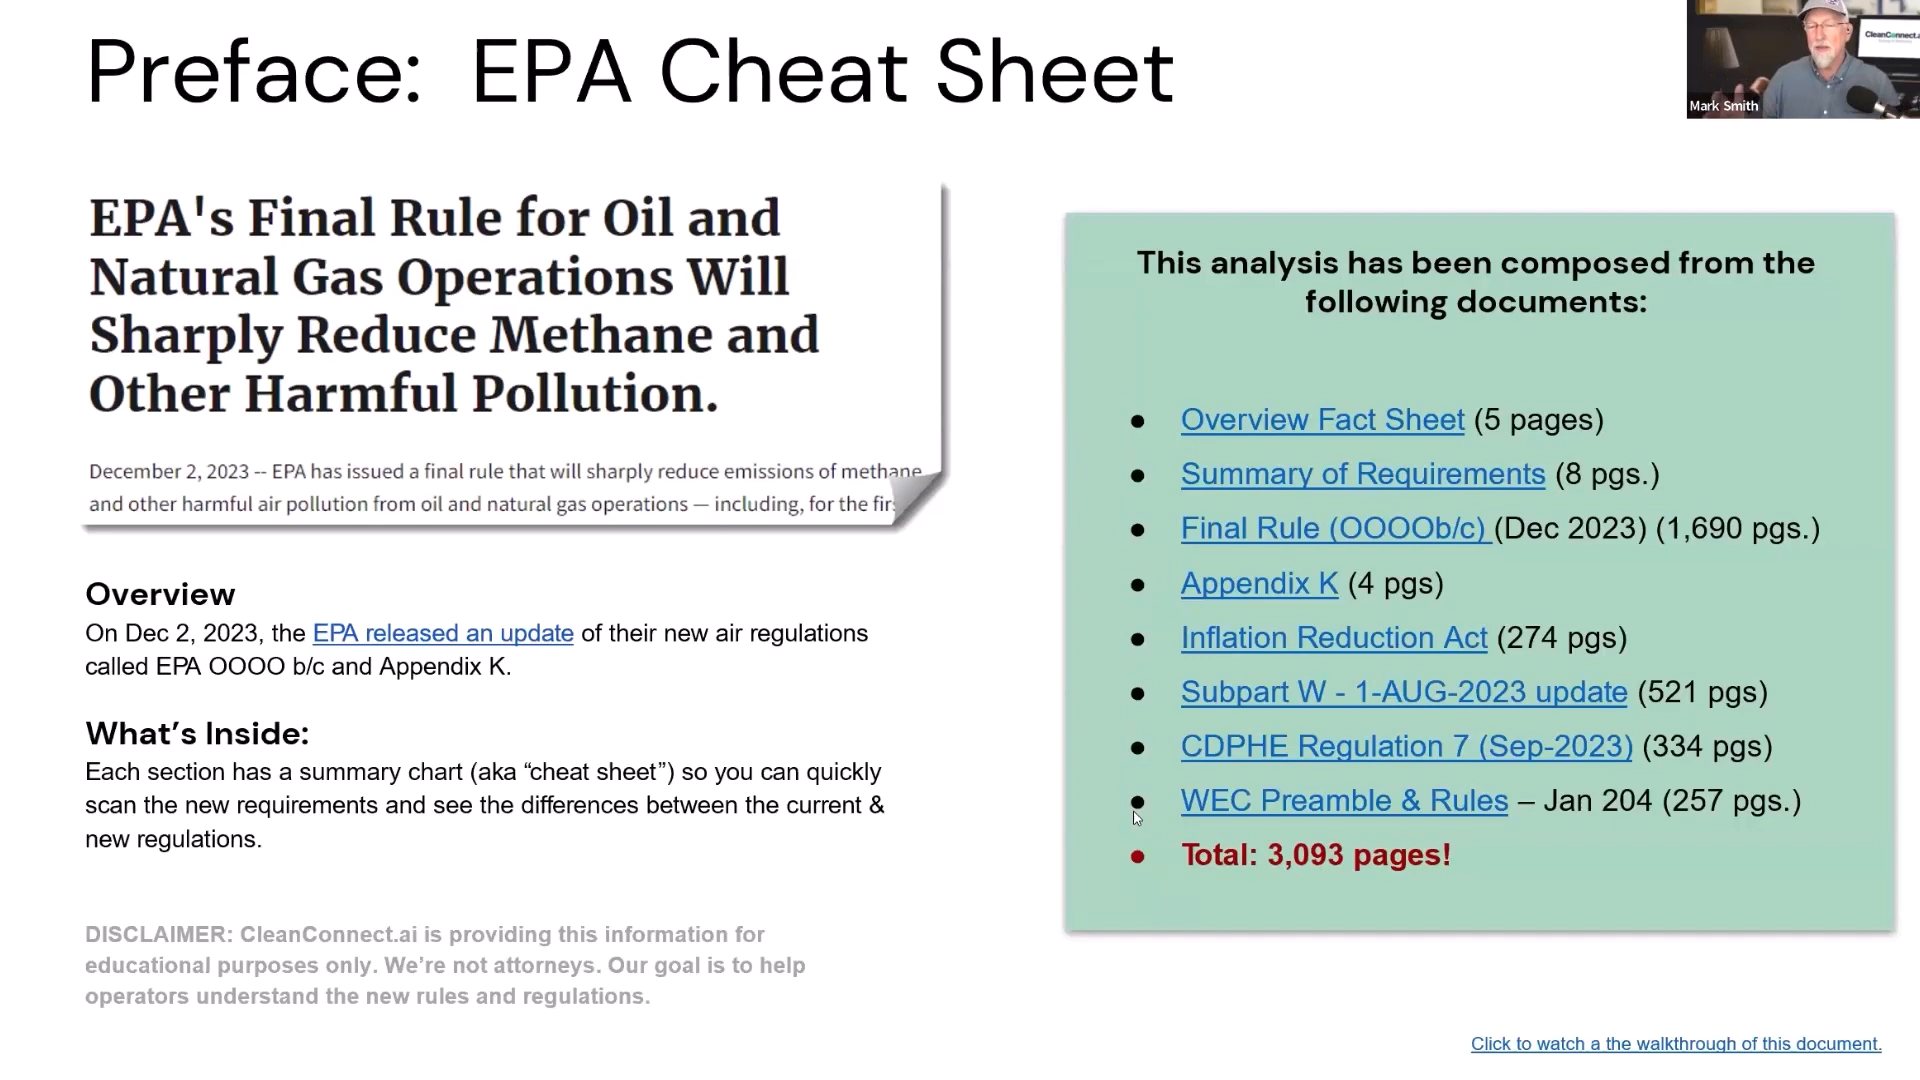 Preface: EPA Cheat Sheet
CleanConnect.a
Mark Smith
EPA's Final Rule for Oil and
Natural Gas Operations Will
Sharply Reduce Methane and
Other Harmful Pollution.
December 2, 2023 -- EPA has issued a final rule that will sharply reduce emissions of methane
and other harmful air pollution from oil and natural gas operations — including, for the fir
Overview
On Dec 2, 2023, the EPA released an update of their new air regulations
called EPA OOOO b/c and Appendix K.
What’s Inside:
Each section has a summary chart (aka “cheat sheet”) so you can quickly
scan the new requirements and see the differences between the current &
new regulations.
DISCLAIMER: CleanConnect.ai is providing this information for
educational purposes only. We’re not attorneys. Our goal is to help
operators understand the new rules and regulations.
This analysis has been composed from the
following documents:
● Overview Fact Sheet (5 pages)
● Summary of Requirements (8 pgs.)
● Final Rule (OOOOb/c) (Dec 2023) (1,690 pgs.)
● Appendix K (4 pgs)
● Inflation Reduction Act (274 pgs)
● Subpart W - 1-AUG-2023 update (521 pgs)
● CDPHE Regulation 7 (Sep-2023) (334 pgs)
● WEC Preamble & Rules – Jan 204 (257 pgs.)
● Total: 3,093 pages!
Click to watch a the walkthrough of this document.